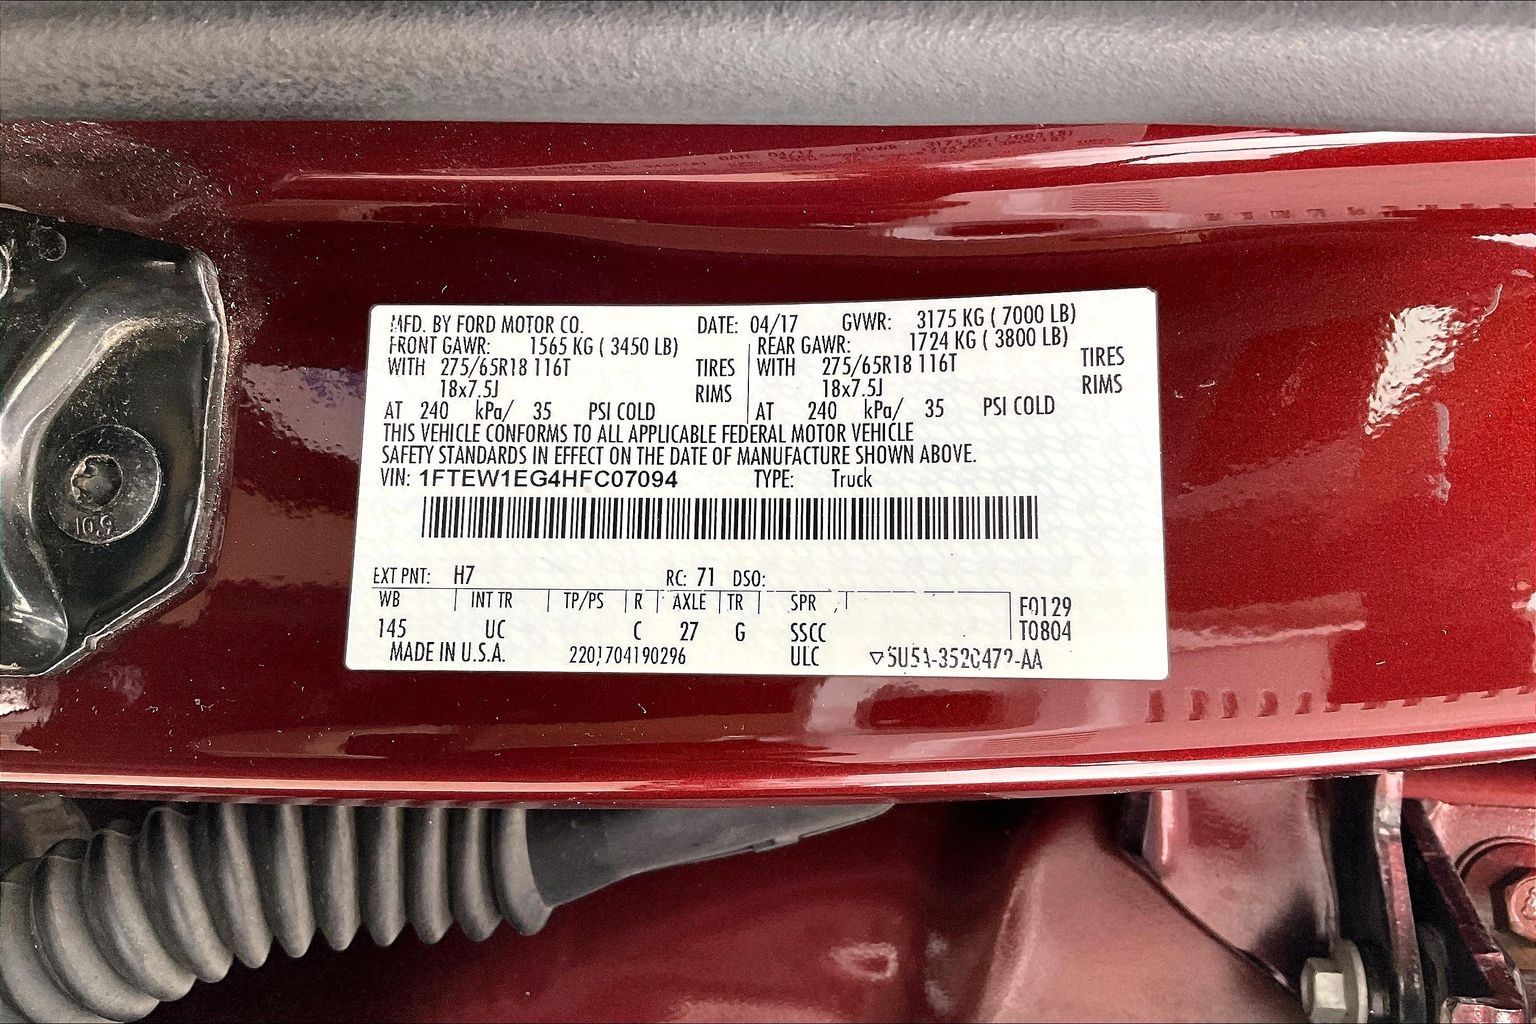 MFD. BY FORD MOTOR CO. DATE: 04/17 GVWR: 3175 KG ( 7000 LB)
FRONT GAWR: 1565 KG ( 3450 LB) REAR GAWR: 1724 KG ( 3800 LB)
WITH 275/65R18 116T TIRES WITH 275/65R18 116T TIRES
18x7.5J RIMS 18x7.5J RIMS
AT 240 kPa/ 35 PSI COLD AT 240 kPa/ 35 PSI COLD
THIS VEHICLE CONFORMS TO ALL APPLICABLE FEDERAL MOTOR VEHICLE
SAFETY STANDARDS IN EFFECT ON THE DATE OF MANUFACTURE SHOWN ABOVE.
VIN: 1FTEW1EG4HFC07094 TYPE: Truck
EXT PNT: H7 RC: 71 DSO:
WB INT TR TP/PS R AXLE TR SPR F0129
145 UC C 27 G SSCC T0804
MADE IN U.S.A. 2201704190296 ULC
10.9